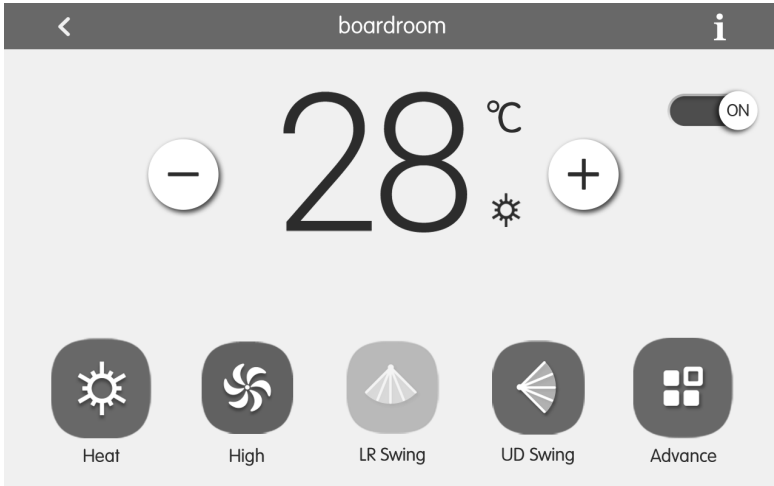 boardroom
i
28 ℃
ON
Heat
High
LR Swing
UD Swing
Advance